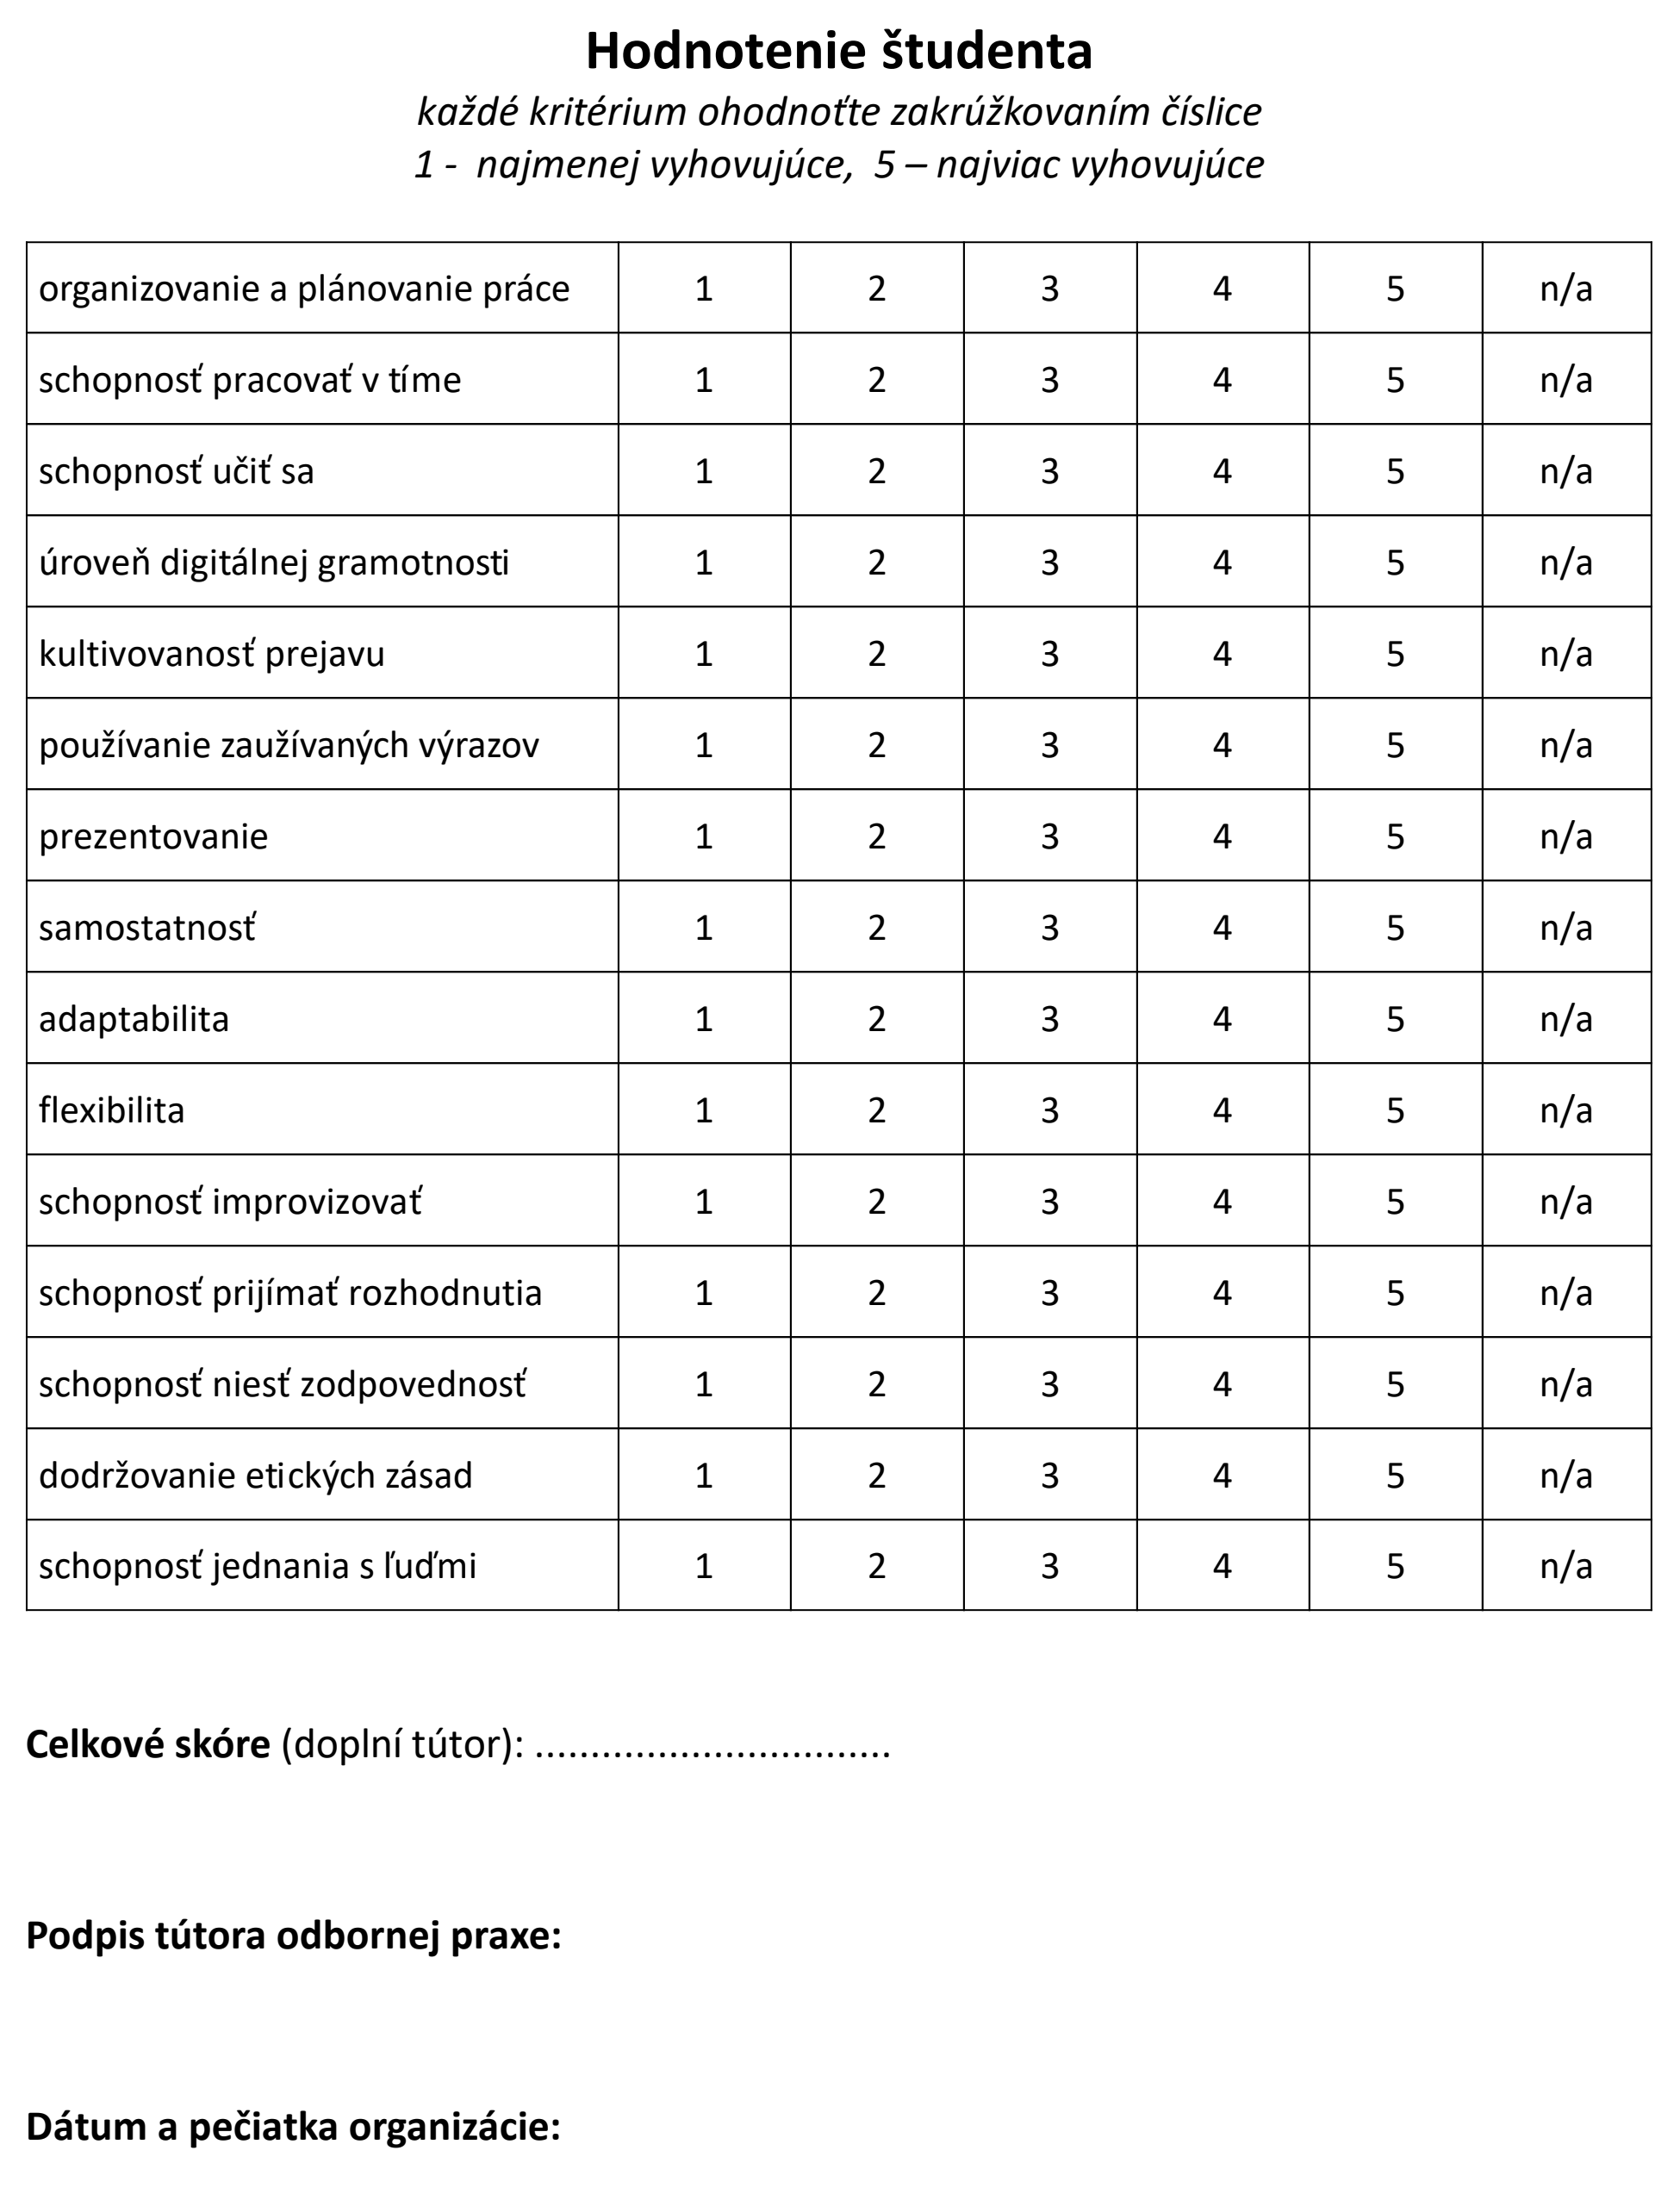 Hodnotenie študenta
každé kritérium ohodnoťte zakrúžkovaním číslice
1 -  najmenej vyhovujúce,  5 – najviac vyhovujúce
organizovanie a plánovanie práce 1 2 3 4 5 n/a
schopnosť pracovať v tíme 1 2 3 4 5 n/a
schopnosť učiť sa 1 2 3 4 5 n/a
úroveň digitálnej gramotnosti 1 2 3 4 5 n/a
kultivovanosť prejavu 1 2 3 4 5 n/a
používanie zaužívaných výrazov 1 2 3 4 5 n/a
prezentovanie 1 2 3 4 5 n/a
samostatnosť 1 2 3 4 5 n/a
adaptabilita 1 2 3 4 5 n/a
flexibilita 1 2 3 4 5 n/a
schopnosť improvizovať 1 2 3 4 5 n/a
schopnosť prijímať rozhodnutia 1 2 3 4 5 n/a
schopnosť niesť zodpovednosť 1 2 3 4 5 n/a
dodržovanie etických zásad 1 2 3 4 5 n/a
schopnosť jednania s ľuďmi 1 2 3 4 5 n/a
Celkové skóre (doplní tútor): ................................
Podpis tútora odbornej praxe:
Dátum a pečiatka organizácie: